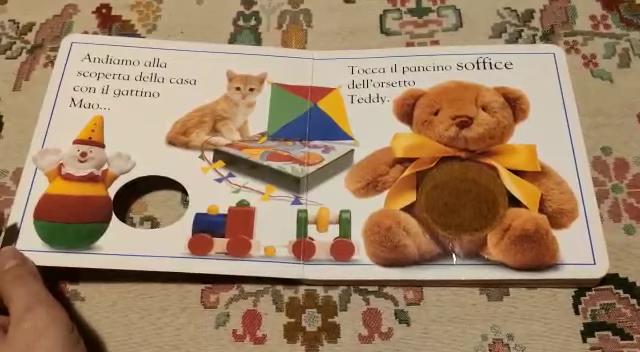 Andiamo alla
scoperta della casa
con il gattino
Mao...
Tocca il pancino soffice
dell'orsetto
Teddy.